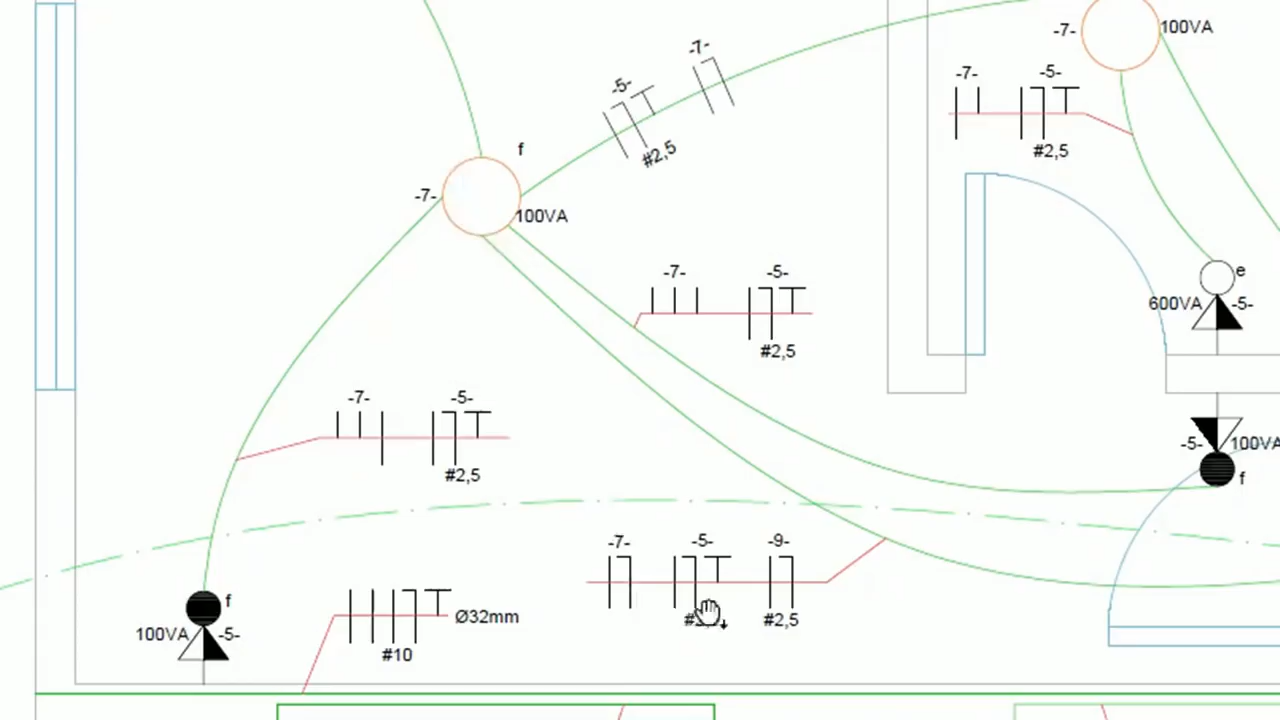 -7-
100VA
-7-
-5-
#2,5
-7-
-5-
#2,5
f
-7-
100VA
-7-
-5-
#2,5
e
600VA
-5-
-7-
-5-
#2,5
-5-
100VA
f
-7-
-5-
-9-
#2,5
f
100VA
-5-
Ø32mm
#10